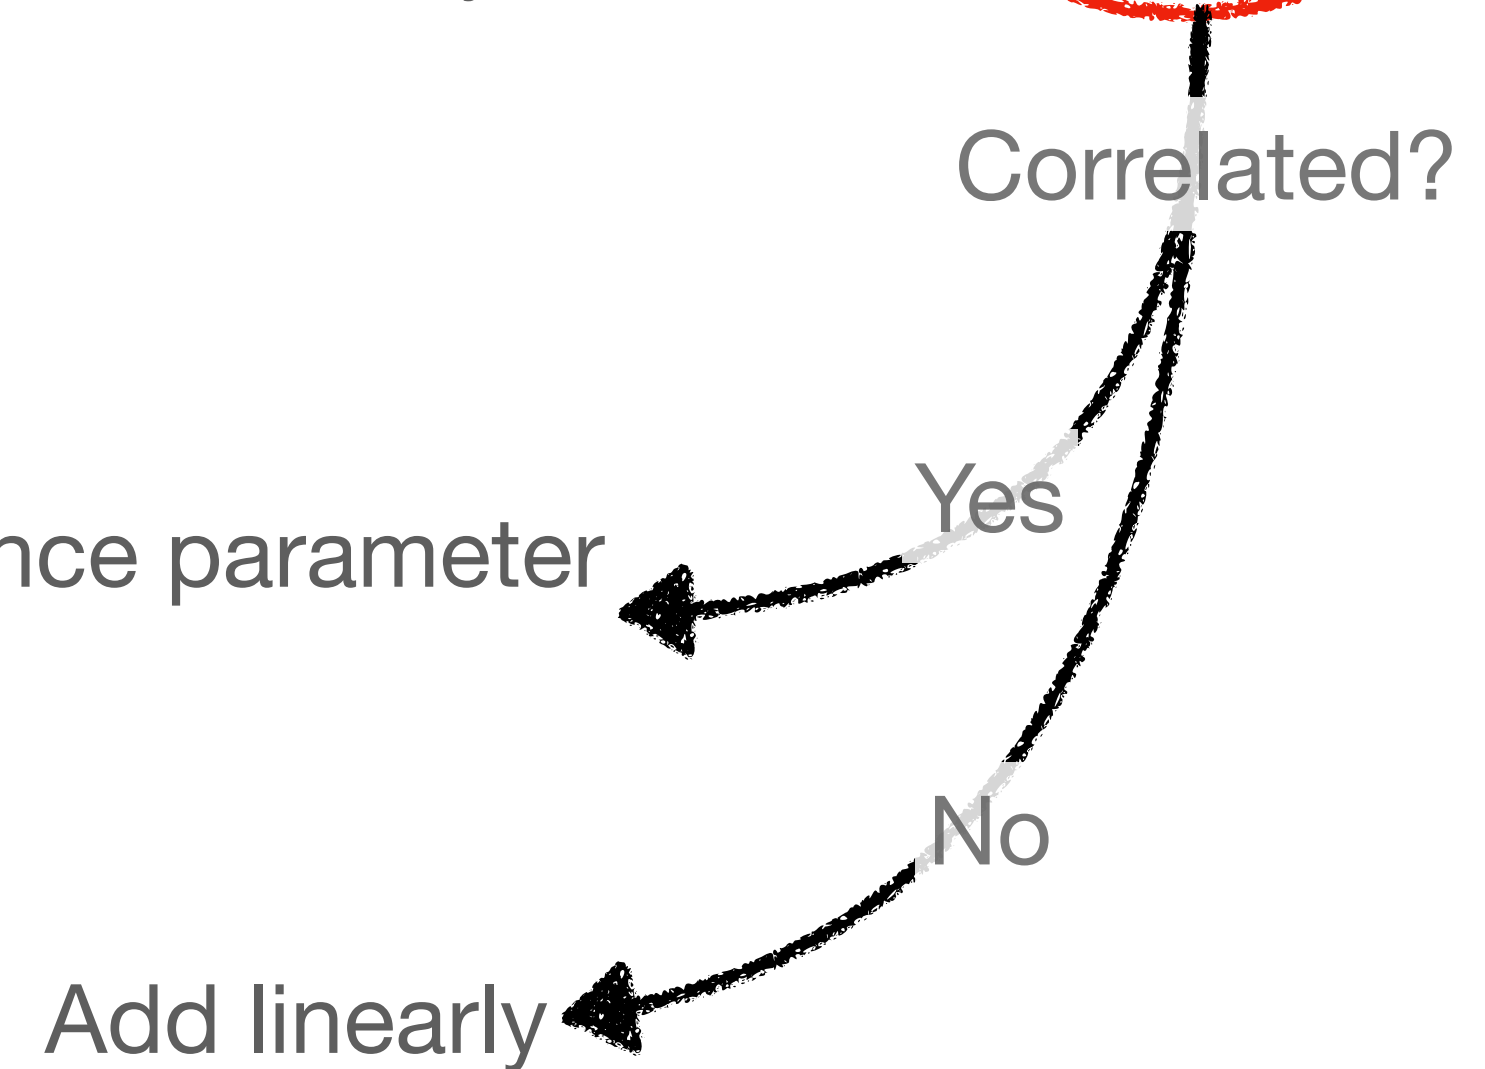 Correlated?
Yes
nce parameter
No
Add linearly